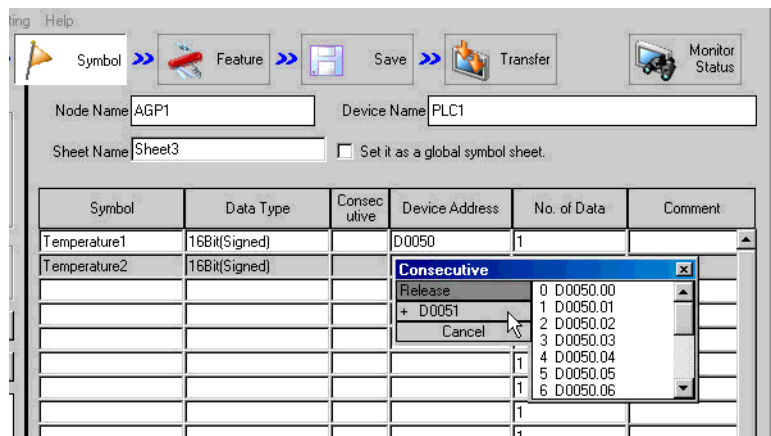 ting Help
Symbol » Feature » Save » Transfer Monitor Status
Node Name AGP1 Device Name PLC1
Sheet Name Sheet3 Set it as a global symbol sheet.
Symbol Data Type Consecutive Device Address No. of Data Comment
Temperature1 16Bit(Signed) D0050 1
Temperature2 16Bit(Signed)
Consecutive
Release
+ D0051
Cancel
0 D0050.00
1 D0050.01
2 D0050.02
3 D0050.03
4 D0050.04
5 D0050.05
6 D0050.06
1
1
1
1